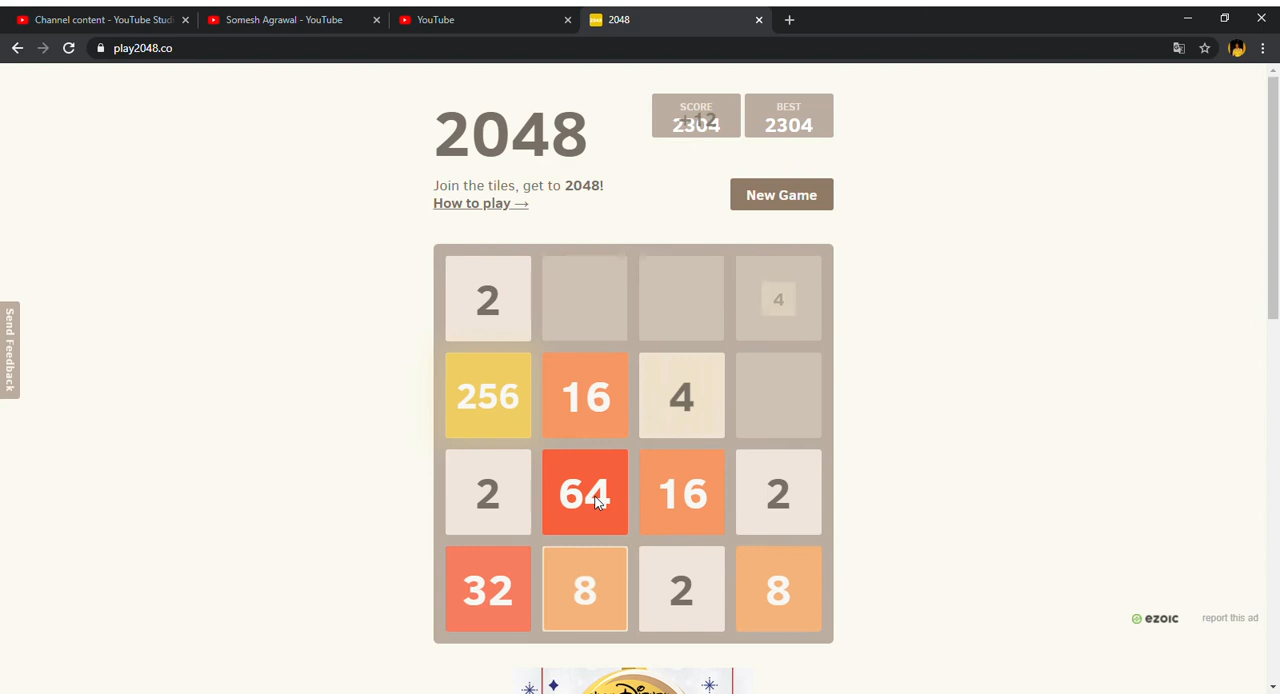 Channel content - YouTube Studi
Somesh Agrawal - YouTube
YouTube
2048
play2048.co
2048
SCORE
2304
+12
BEST
2304
Join the tiles, get to 2048!
How to play →
New Game
Send Feedback
2
4
256 16 4
2 64 16 2
32 8 2 8
ezoic
report this ad